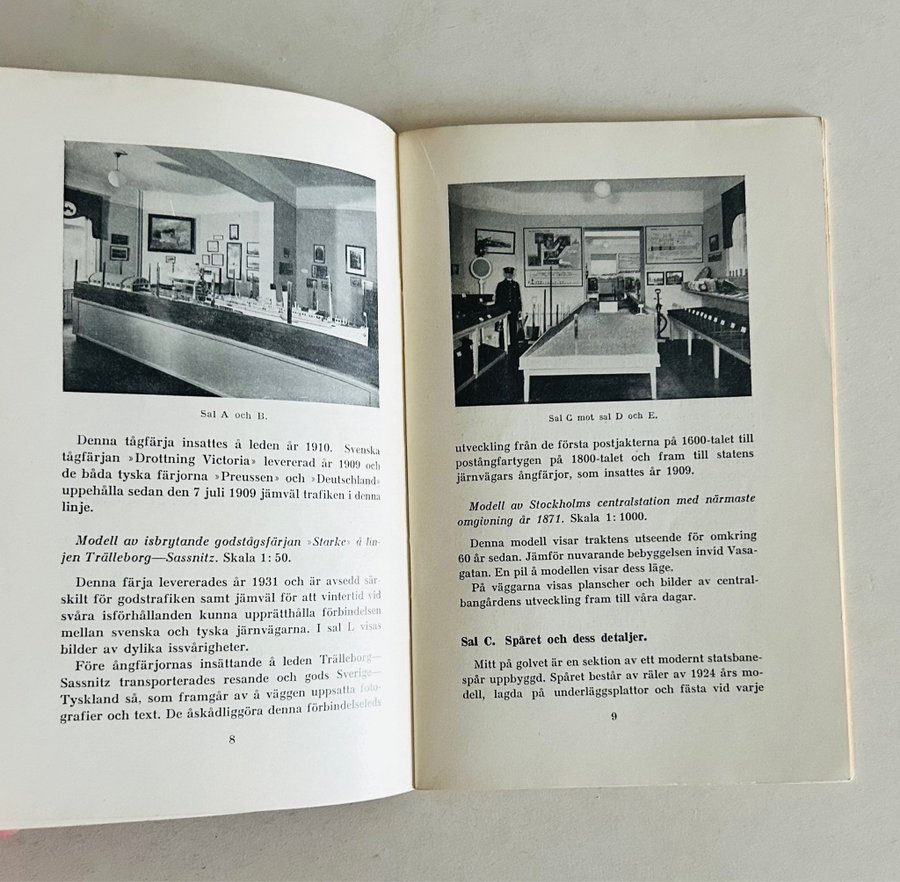 Sal A och B.
Denna tågfärja insattes å leden år 1910. Svenska
tågfärjan »Drottning Victoria» levererad år 1909 och
de båda tyska färjorna »Preussen» och »Deutschland»
uppehålla sedan den 7 juli 1909 jämväl trafiken i denna
linje.
Modell av isbrytande godstågsfärjan »Starke» å lin-
jen Trälleborg—Sassnitz. Skala 1:50.
Denna färja levererades år 1931 och är avsedd sär-
skilt för godstrafiken samt jämväl för att vintertid vid
svåra isförhållanden kunna upprätthålla förbindelsen
mellan svenska och tyska järnvägarna. I sal L visas
bilder av dylika issvårigheter.
Före ångfärjornas insättande å leden Trälleborg—
Sassnitz transporterades resande och gods Sverige—
Tyskland så, som framgår av å väggen uppsatta foto-
grafier och text. De åskådliggöra denna förbindelseleds
8
Sal C mot sal D och E.
utveckling från de första postjakterna på 1600-talet till
postångfartygen på 1800-talet och fram till statens
järnvägars ångfärjor, som insattes år 1909.
Modell av Stockholms centralstation med närmaste
omgivning år 1871. Skala 1:1000.
Denna modell visar traktens utseende för omkring
60 år sedan. Jämför nuvarande bebyggelsen invid Vasa-
gatan. En pil å modellen visar dess läge.
På väggarna visas planscher och bilder av central-
bangårdens utveckling fram till våra dagar.
Sal C. Spåret och dess detaljer.
Mitt på golvet är en sektion av ett modernt statsbane-
spår uppbyggd. Spåret består av räler av 1924 års mo-
dell, lagda på underläggsplattor och fästa vid varje
9